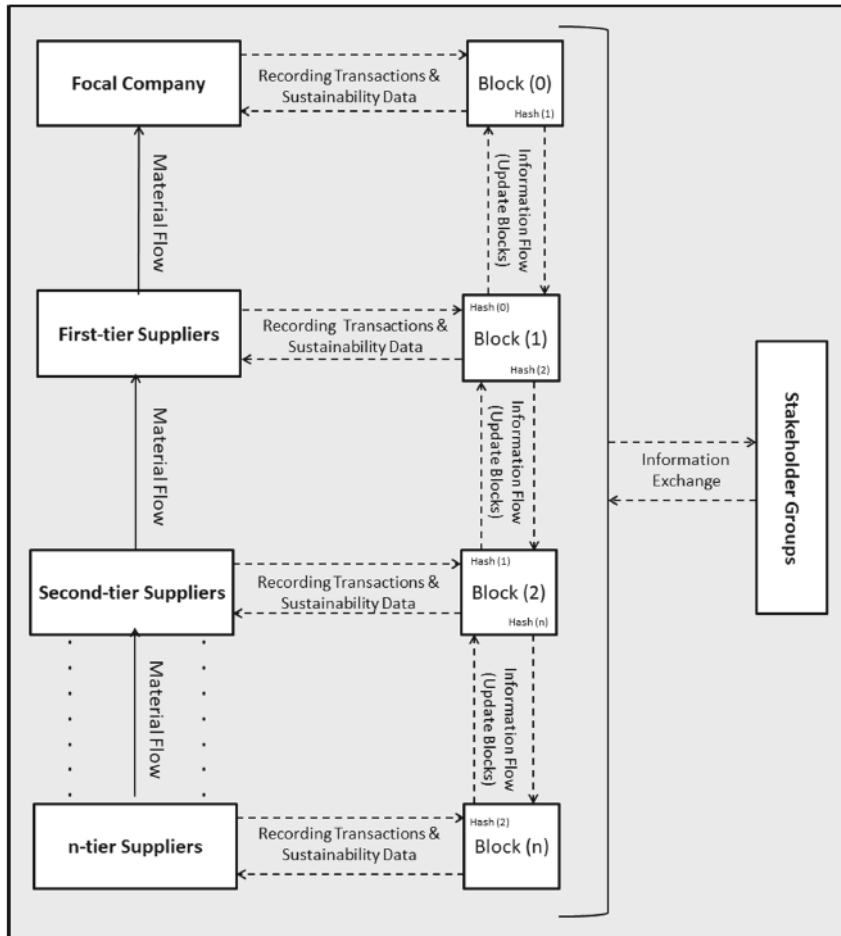 Focal Company
Recording Transactions &
Sustainability Data
Block (0)
Hash (1)
Material Flow
Information Flow
(Update Blocks)
First-tier Suppliers
Recording Transactions &
Sustainability Data
Hash (0)
Block (1)
Hash (2)
Material Flow
Information Flow
(Update Blocks)
Information
Exchange
Stakeholder Groups
Second-tier Suppliers
Recording Transactions &
Sustainability Data
Hash (1)
Block (2)
Hash (n)
Material Flow
Information Flow
(Update Blocks)
n-tier Suppliers
Recording Transactions &
Sustainability Data
Hash (2)
Block (n)